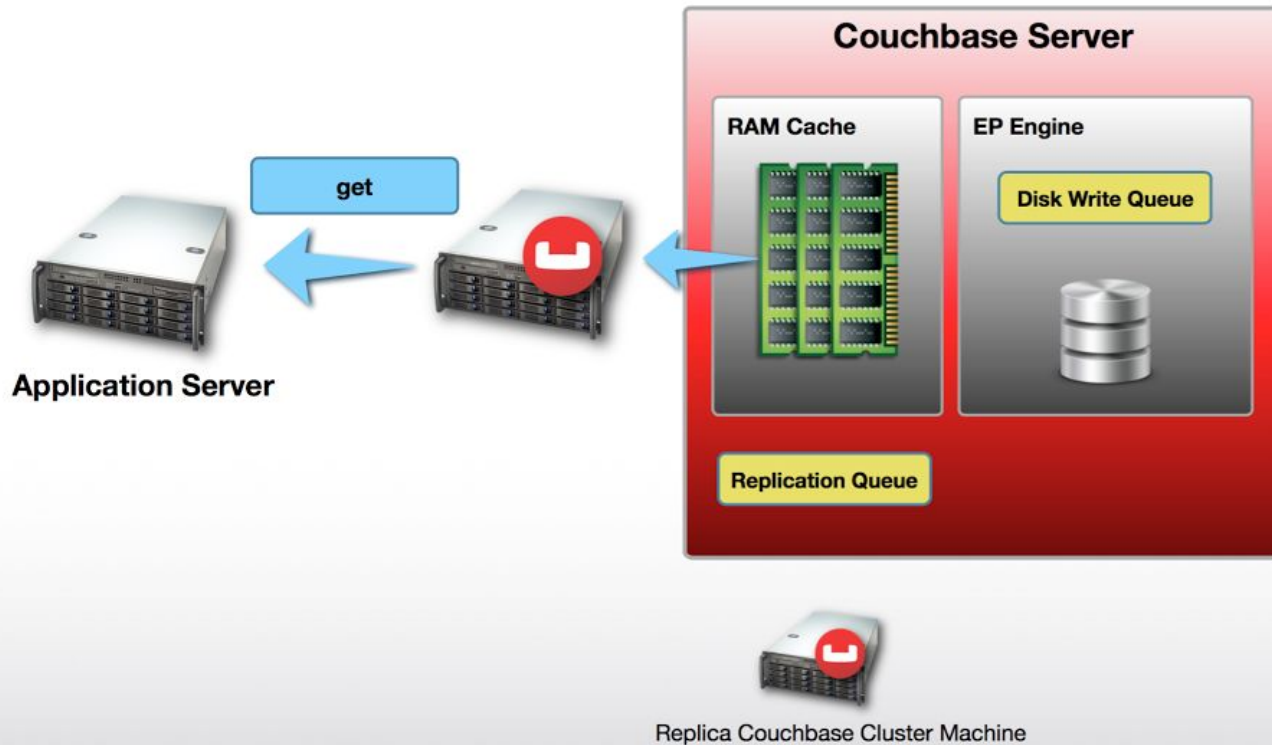 Couchbase Server
RAM Cache
EP Engine
get
Disk Write Queue
Application Server
Replication Queue
Replica Couchbase Cluster Machine